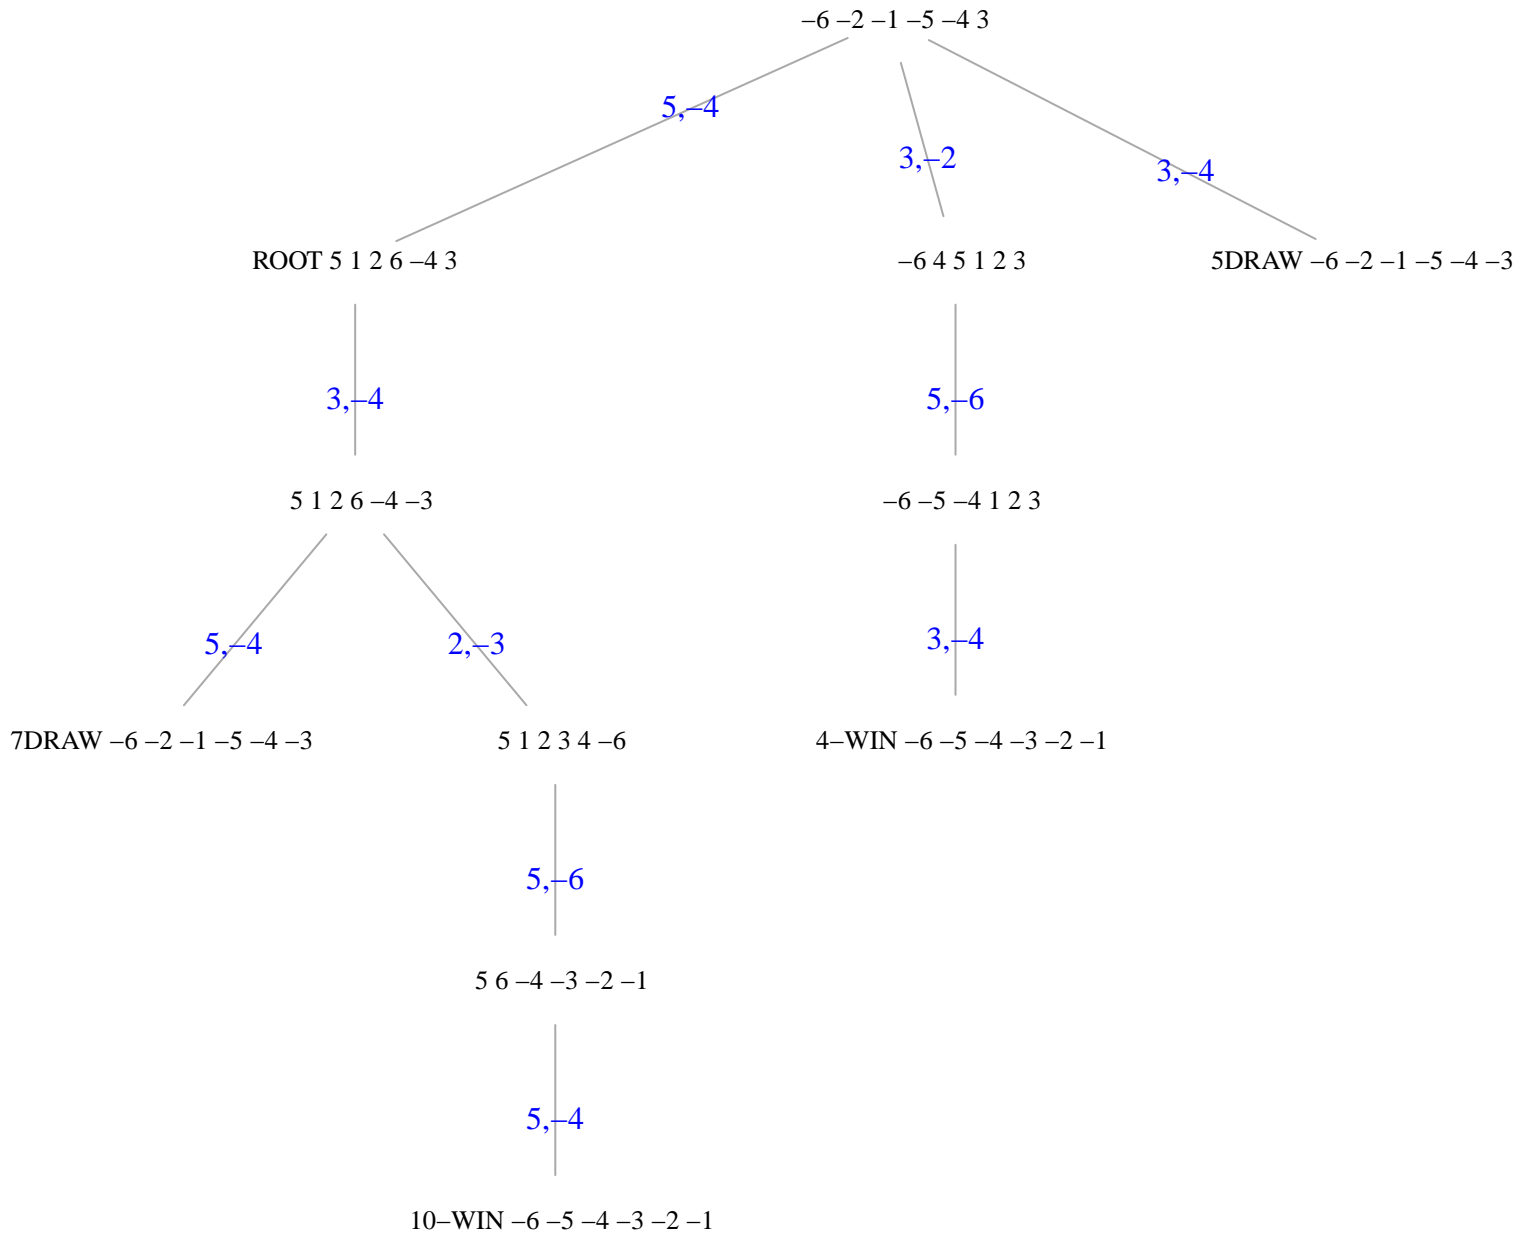 –6 –2 –1 –5 –4 3
5,–4
3,–2
3,–4
ROOT 5 1 2 6 –4 3
–6 4 5 1 2 3
5DRAW –6 –2 –1 –5 –4 –3
3,–4
5,–6
5 1 2 6 –4 –3
–6 –5 –4 1 2 3
5,–4
2,–3
3,–4
7DRAW –6 –2 –1 –5 –4 –3
5 1 2 3 4 –6
4–WIN –6 –5 –4 –3 –2 –1
5,–6
5 6 –4 –3 –2 –1
5,–4
10–WIN –6 –5 –4 –3 –2 –1